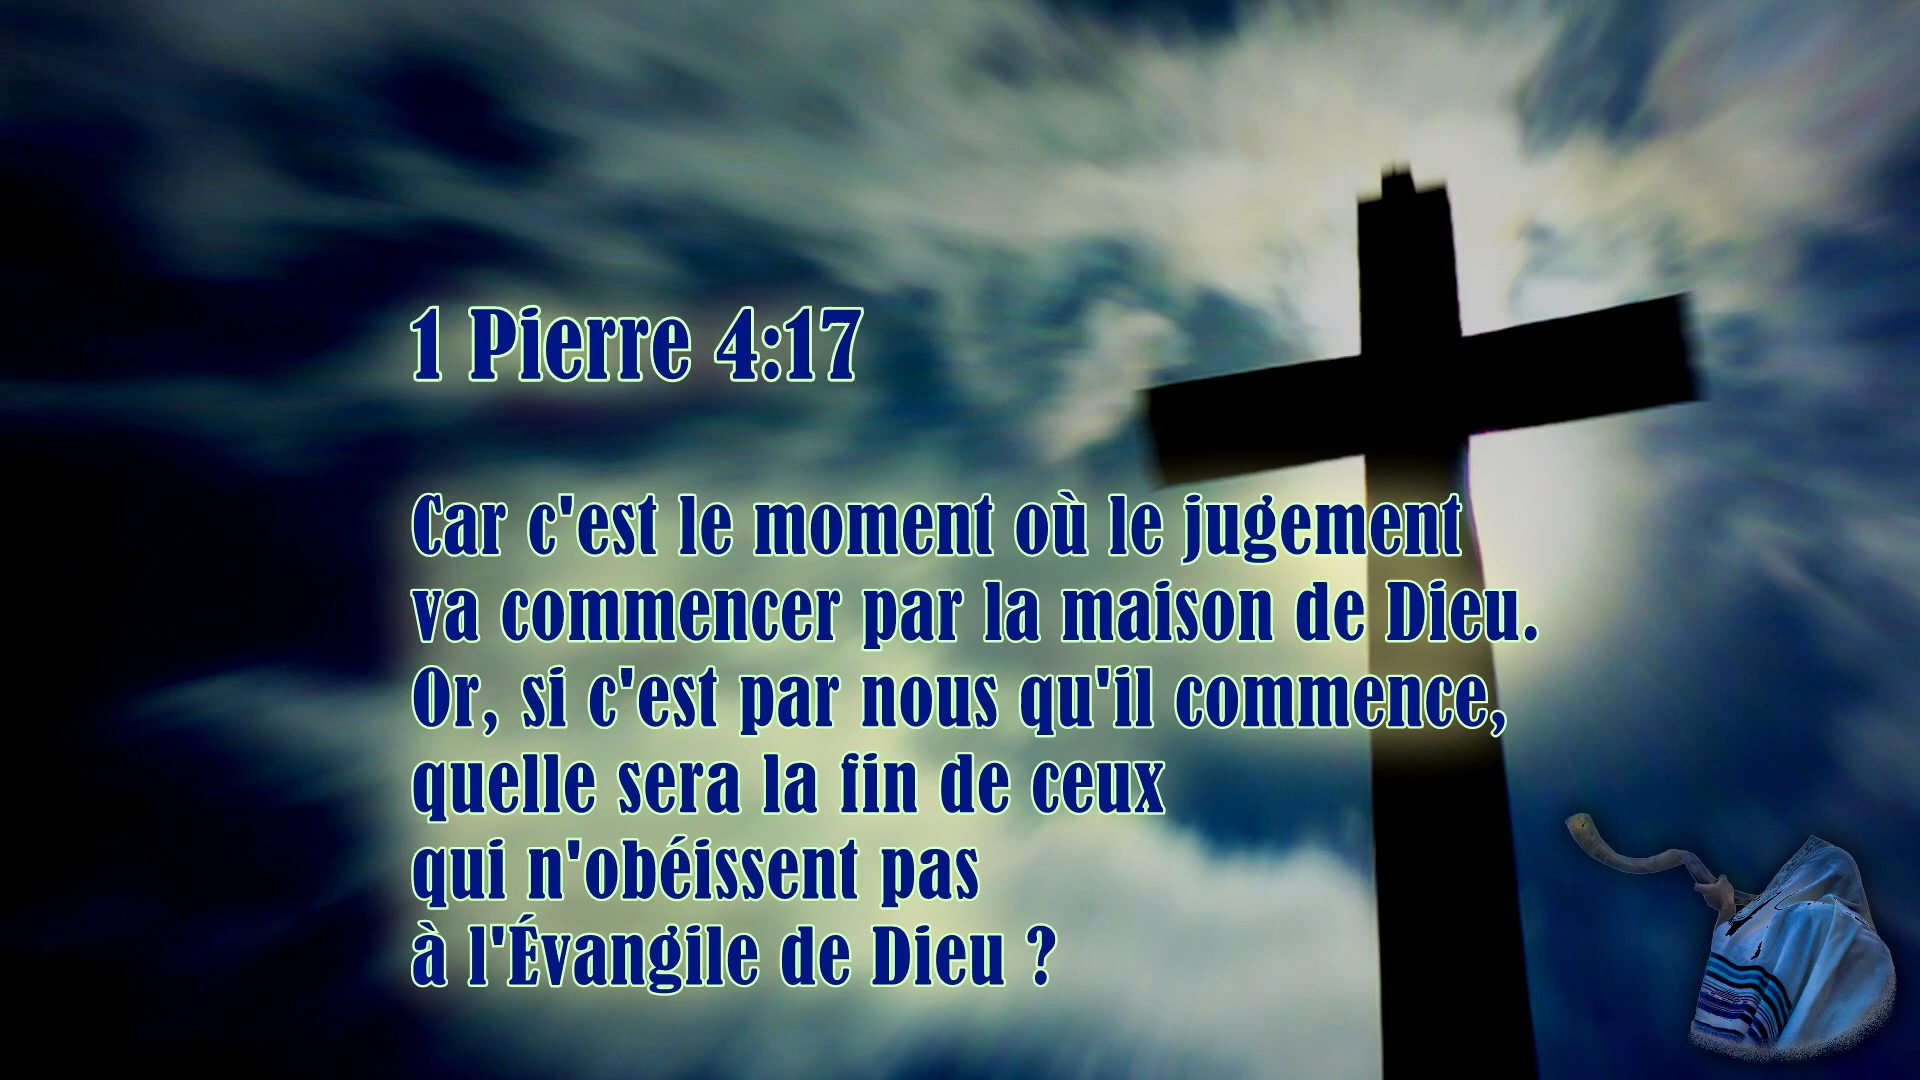 1 Pierre 4:17
Car c'est le moment où le jugement
va commencer par la maison de Dieu.
Or, si c'est par nous qu'il commence,
quelle sera la fin de ceux
qui n'obéissent pas
à l'Évangile de Dieu ?